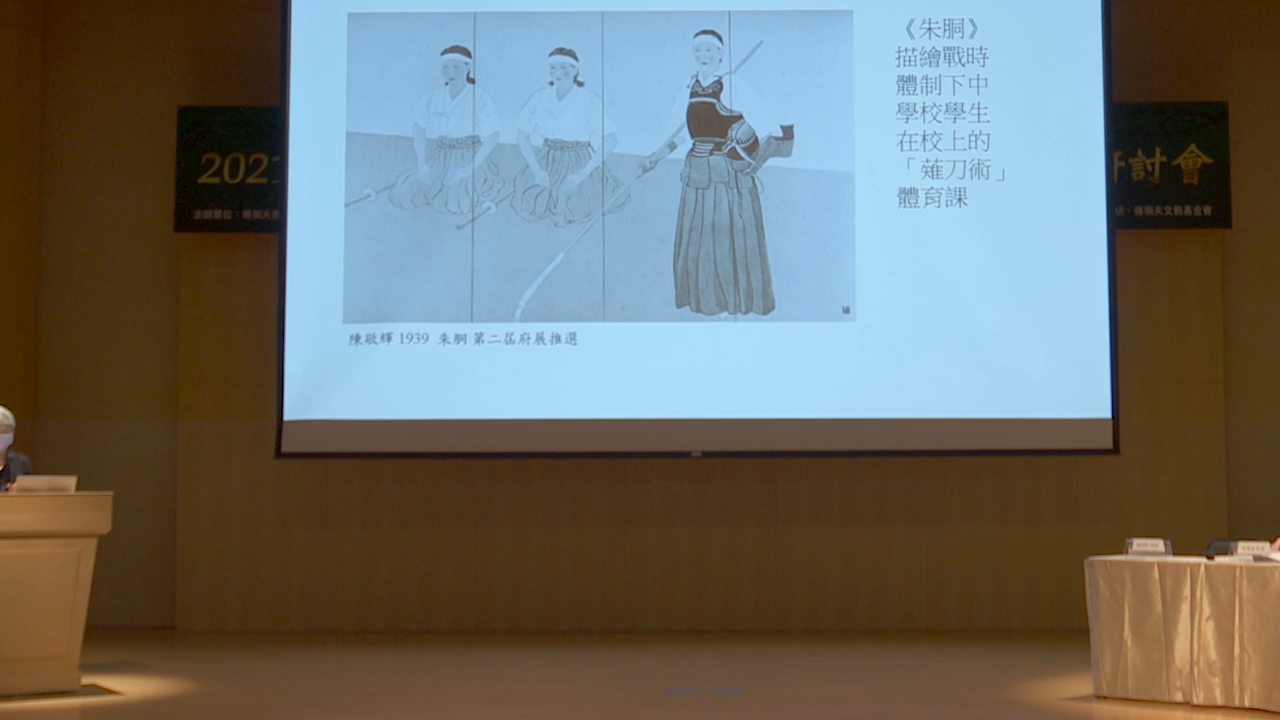 《朱胴》
描繪戰時
體制下中
學校學生
在校上的
「薙刀術」
體育課
陳敬輝 1939 朱胴 第二屆府展推選
2021
研討會